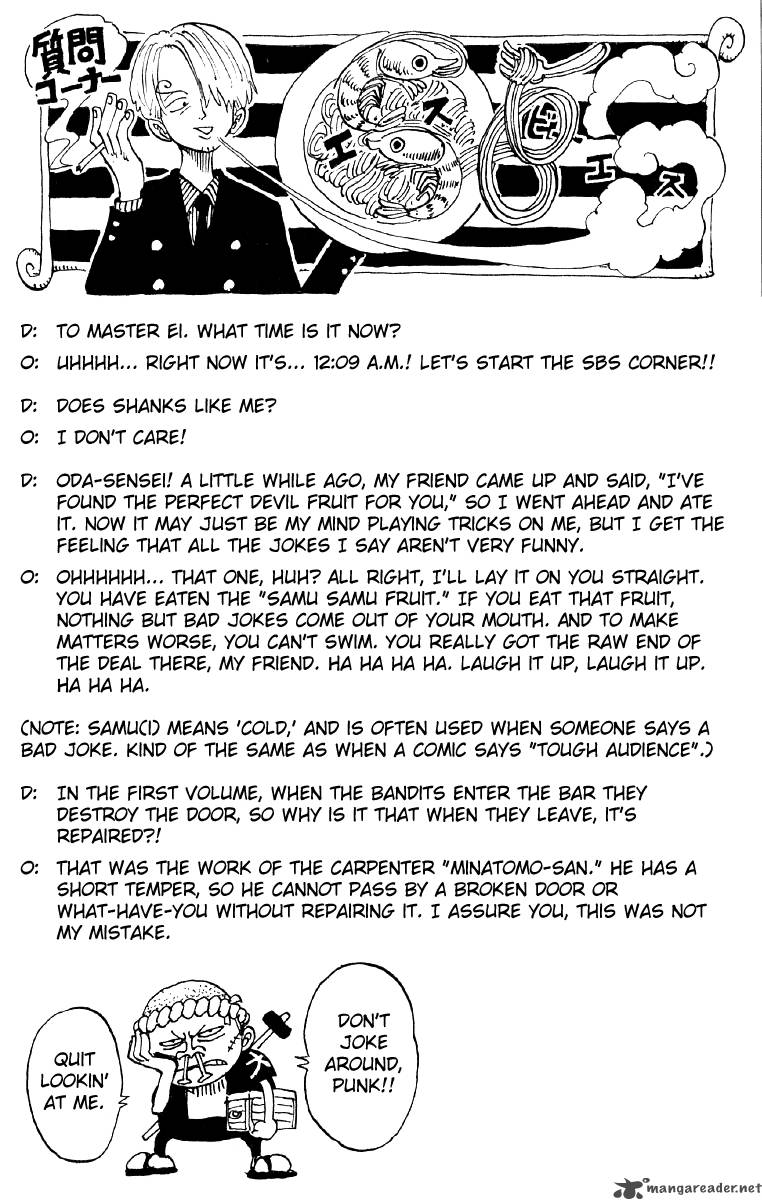 質問
コーナー
エス
ビ
エス
D: TO MASTER EI. WHAT TIME IS IT NOW?
O: UHHHH... RIGHT NOW IT'S... 12:09 A.M.! LET'S START THE SBS CORNER!!
D: DOES SHANKS LIKE ME?
O: I DON'T CARE!
D: ODA-SENSEI! A LITTLE WHILE AGO, MY FRIEND CAME UP AND SAID, "I'VE
FOUND THE PERFECT DEVIL FRUIT FOR YOU," SO I WENT AHEAD AND ATE
IT. NOW IT MAY JUST BE MY MIND PLAYING TRICKS ON ME, BUT I GET THE
FEELING THAT ALL THE JOKES I SAY AREN'T VERY FUNNY.
O: OHHHHHH... THAT ONE, HUH? ALL RIGHT, I'LL LAY IT ON YOU STRAIGHT.
YOU HAVE EATEN THE "SAMU SAMU FRUIT." IF YOU EAT THAT FRUIT,
NOTHING BUT BAD JOKES COME OUT OF YOUR MOUTH. AND TO MAKE
MATTERS WORSE, YOU CAN'T SWIM. YOU REALLY GOT THE RAW END OF
THE DEAL THERE, MY FRIEND. HA HA HA HA. LAUGH IT UP, LAUGH IT UP.
HA HA HA.
(NOTE: SAMU(I) MEANS 'COLD,' AND IS OFTEN USED WHEN SOMEONE SAYS A
BAD JOKE. KIND OF THE SAME AS WHEN A COMIC SAYS "TOUGH AUDIENCE".)
D: IN THE FIRST VOLUME, WHEN THE BANDITS ENTER THE BAR THEY
DESTROY THE DOOR, SO WHY IS IT THAT WHEN THEY LEAVE, IT'S
REPAIRED?!
O: THAT WAS THE WORK OF THE CARPENTER "MINATOMO-SAN." HE HAS A
SHORT TEMPER, SO HE CANNOT PASS BY A BROKEN DOOR OR
WHAT-HAVE-YOU WITHOUT REPAIRING IT. I ASSURE YOU, THIS WAS NOT
MY MISTAKE.
QUIT
LOOKIN'
AT ME.
DON'T
JOKE
AROUND,
PUNK!!
mangareader.net